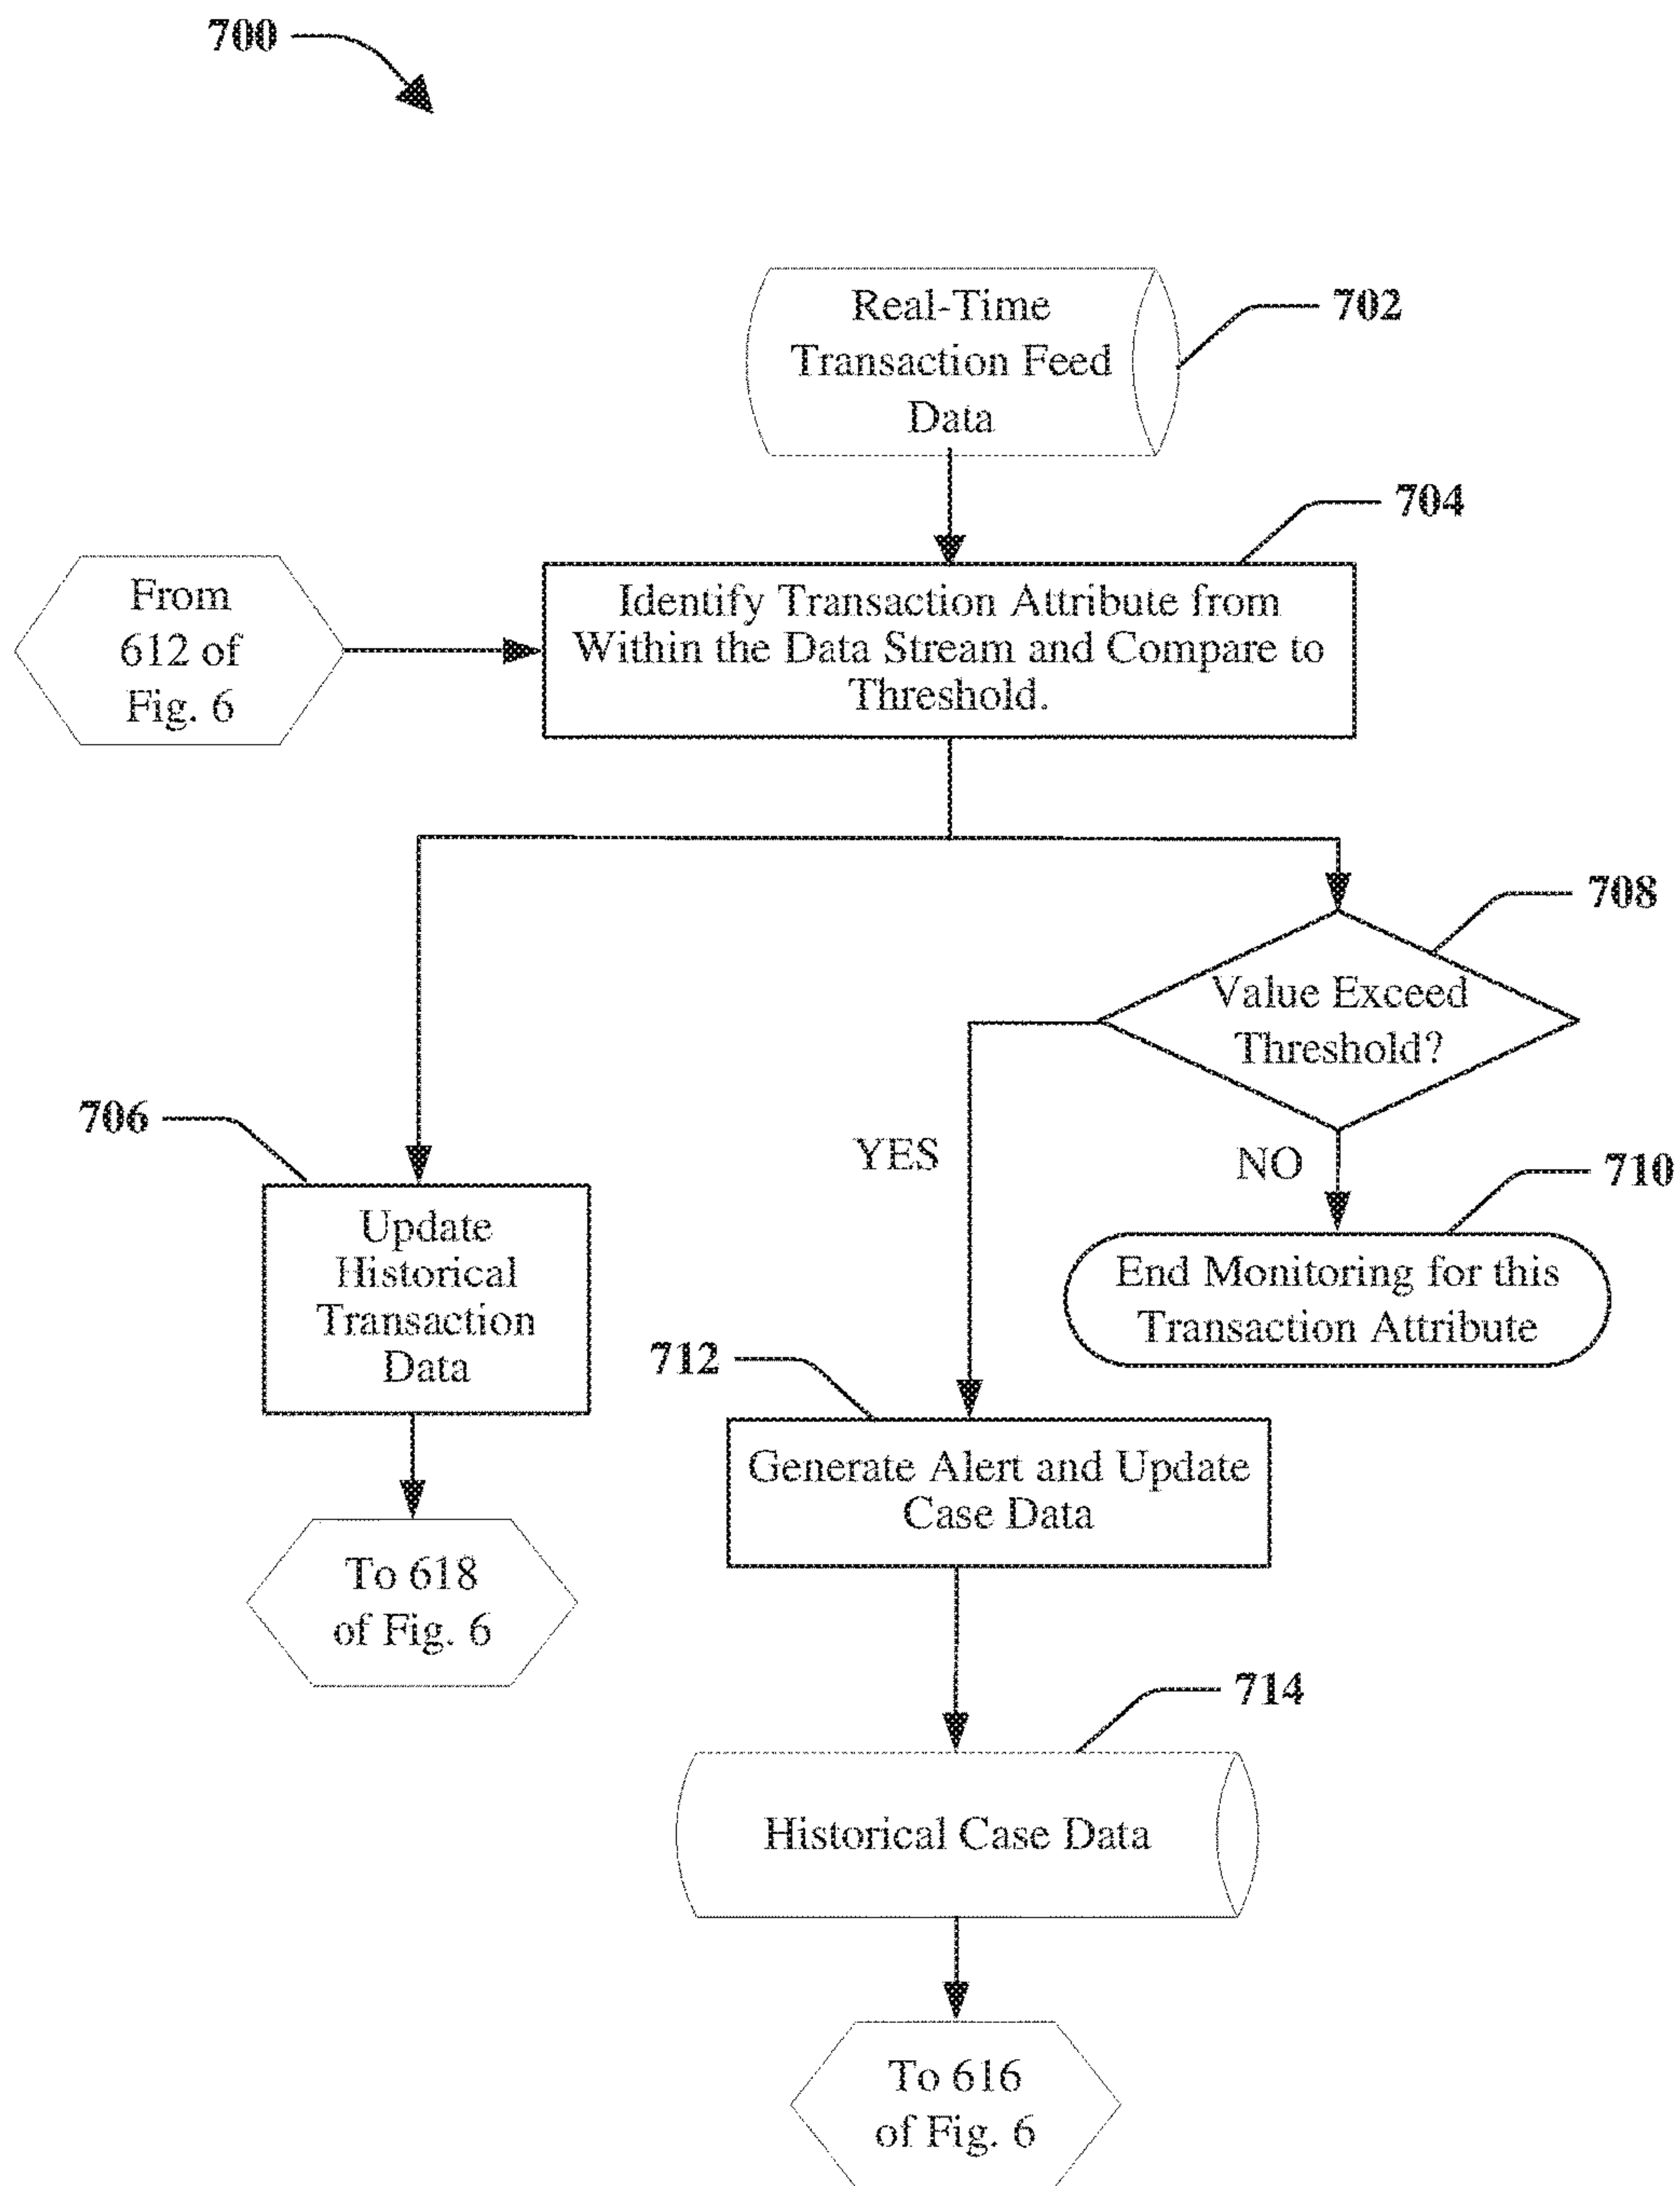 700
Real-Time
Transaction Feed
Data
702
704
From
612 of
Fig. 6
Identify Transaction Attribute from
Within the Data Stream and Compare to
Threshold.
708
Value Exceed
Threshold?
706
YES
NO
710
Update
Historical
Transaction
Data
End Monitoring for this
Transaction Attribute
712
Generate Alert and Update
Case Data
To 618
of Fig. 6
714
Historical Case Data
To 616
of Fig. 6